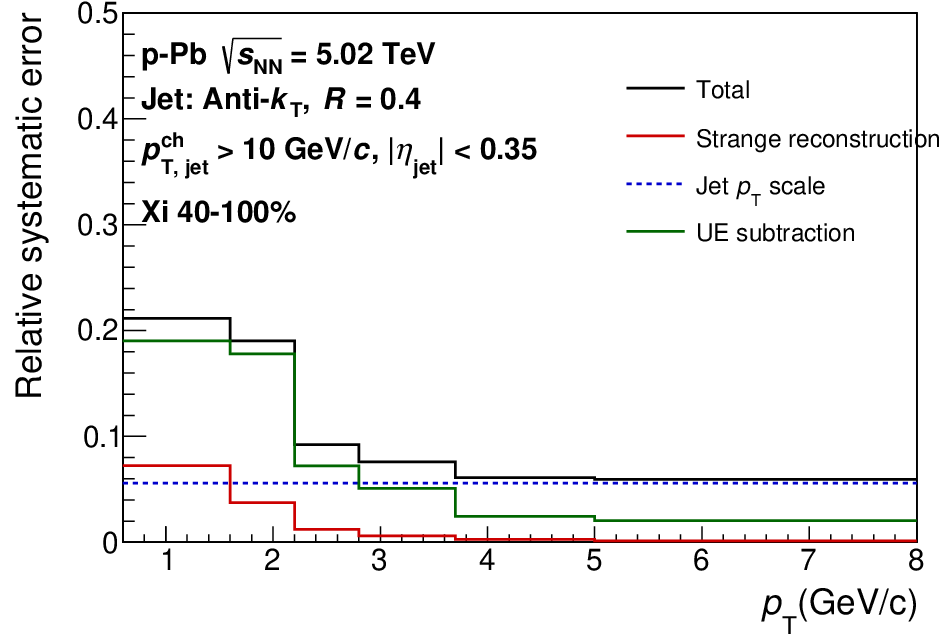 Relative systematic error
0.5
0.4
0.3
0.2
0.1
0
p-Pb √sNN = 5.02 TeV
Jet: Anti-kT, R = 0.4
p^ch_T, jet > 10 GeV/c, |ηjet| < 0.35
Xi 40-100%
Total
Strange reconstruction
Jet pT scale
UE subtraction
1 2 3 4 5 6 7 8
pT(GeV/c)